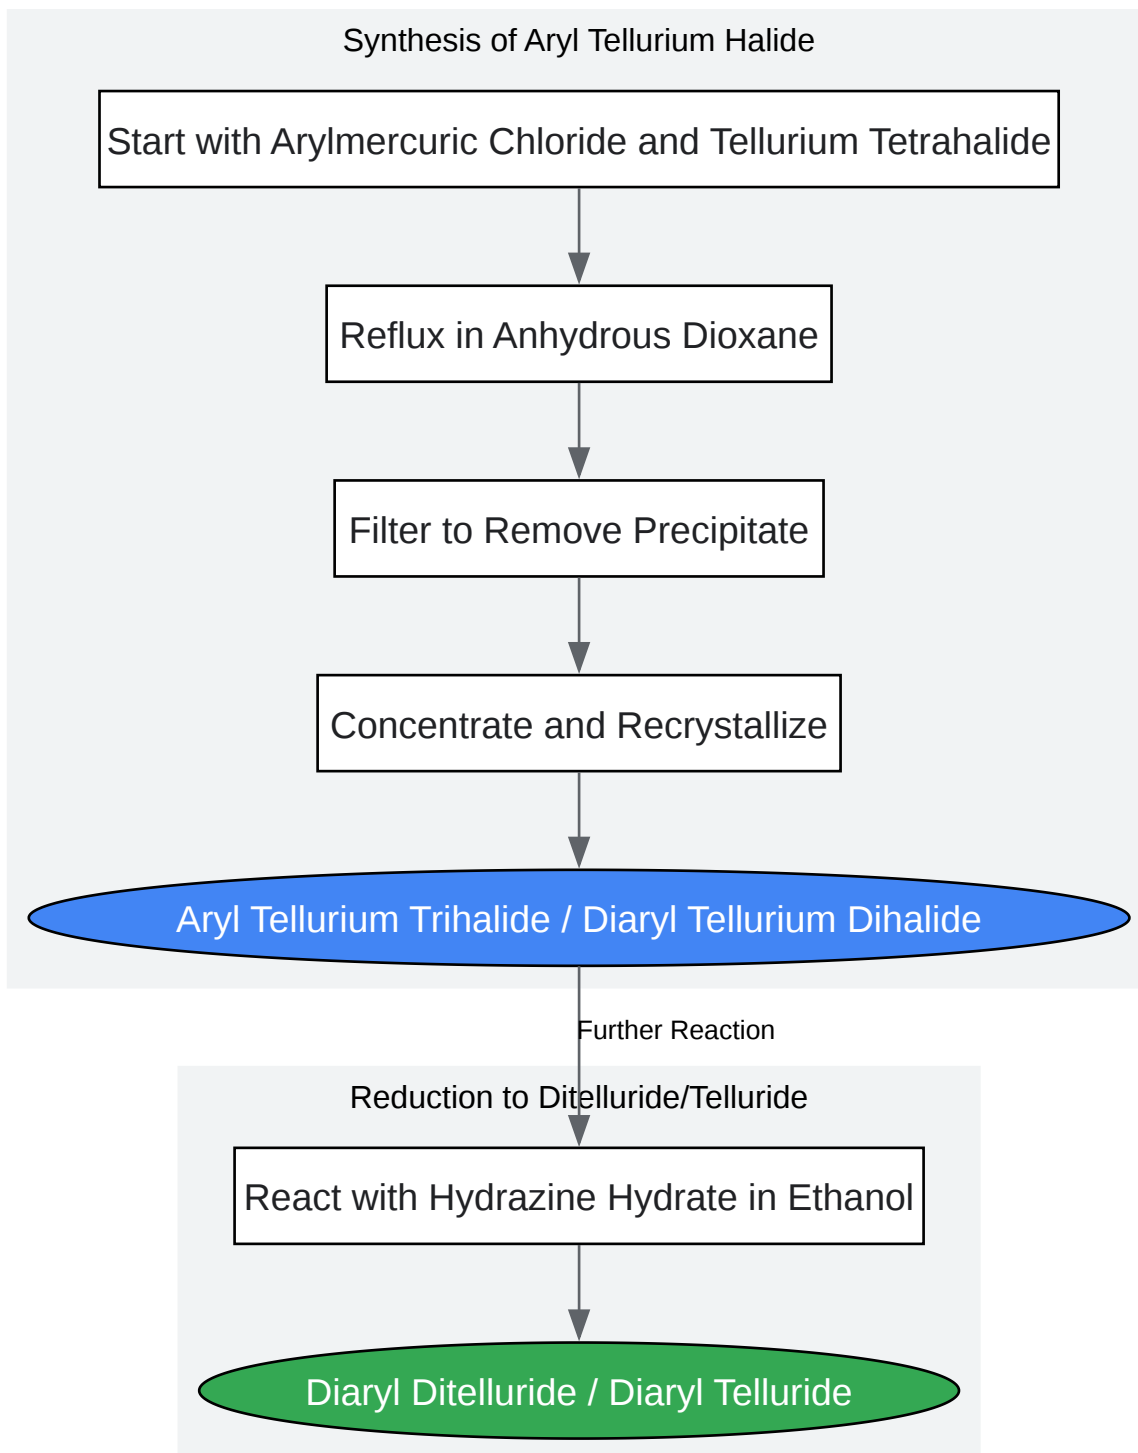 Synthesis of Aryl Tellurium Halide
Start with Arylmercuric Chloride and Tellurium Tetrahalide
Reflux in Anhydrous Dioxane
Filter to Remove Precipitate
Concentrate and Recrystallize
Aryl Tellurium Trihalide / Diaryl Tellurium Dihalide
Further Reaction
Reduction to Ditelluride/Telluride
React with Hydrazine Hydrate in Ethanol
Diaryl Ditelluride / Diaryl Telluride